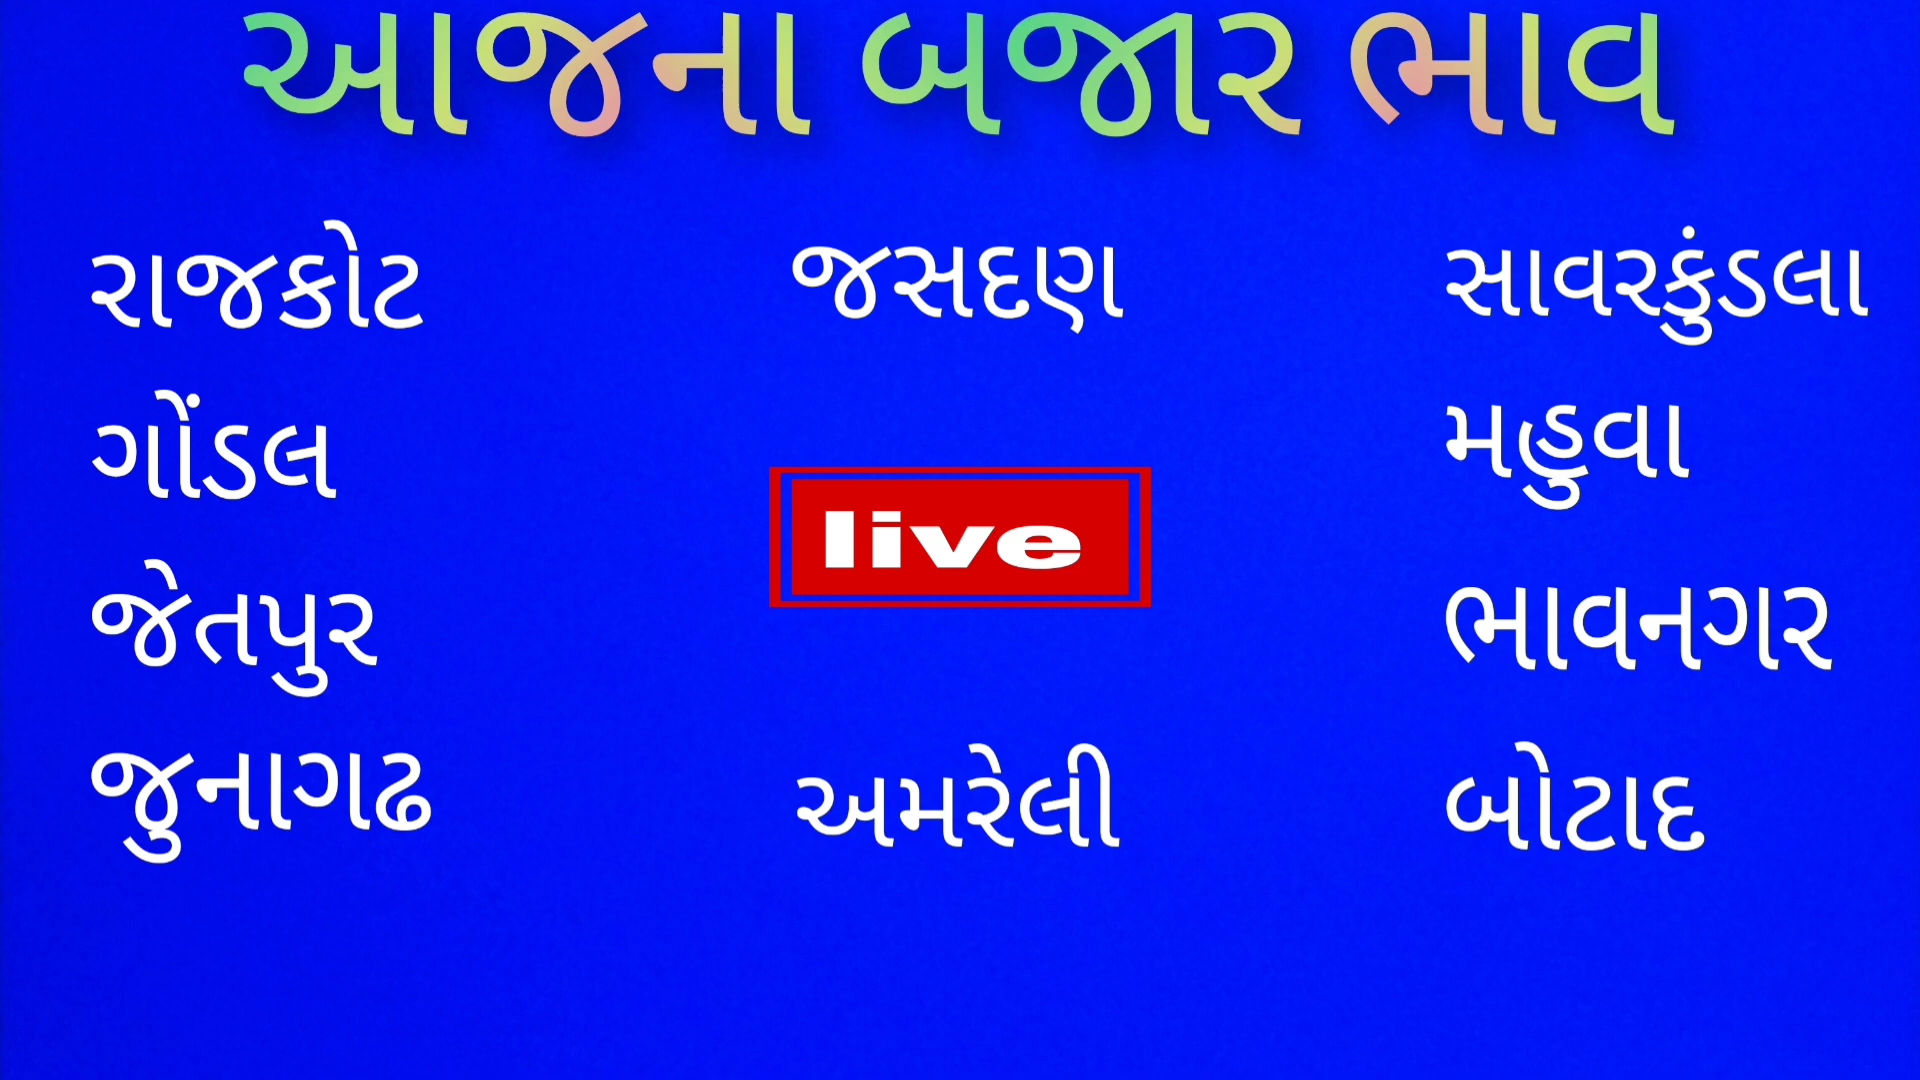 આજના બજાર ભાવ
રાજકોટ
જસદણ
સાવરકુંડલા
ગોંડલ
મહુવા
live
જેતપુર
ભાવનગર
જુનાગઢ
અમરેલી
બોટાદ